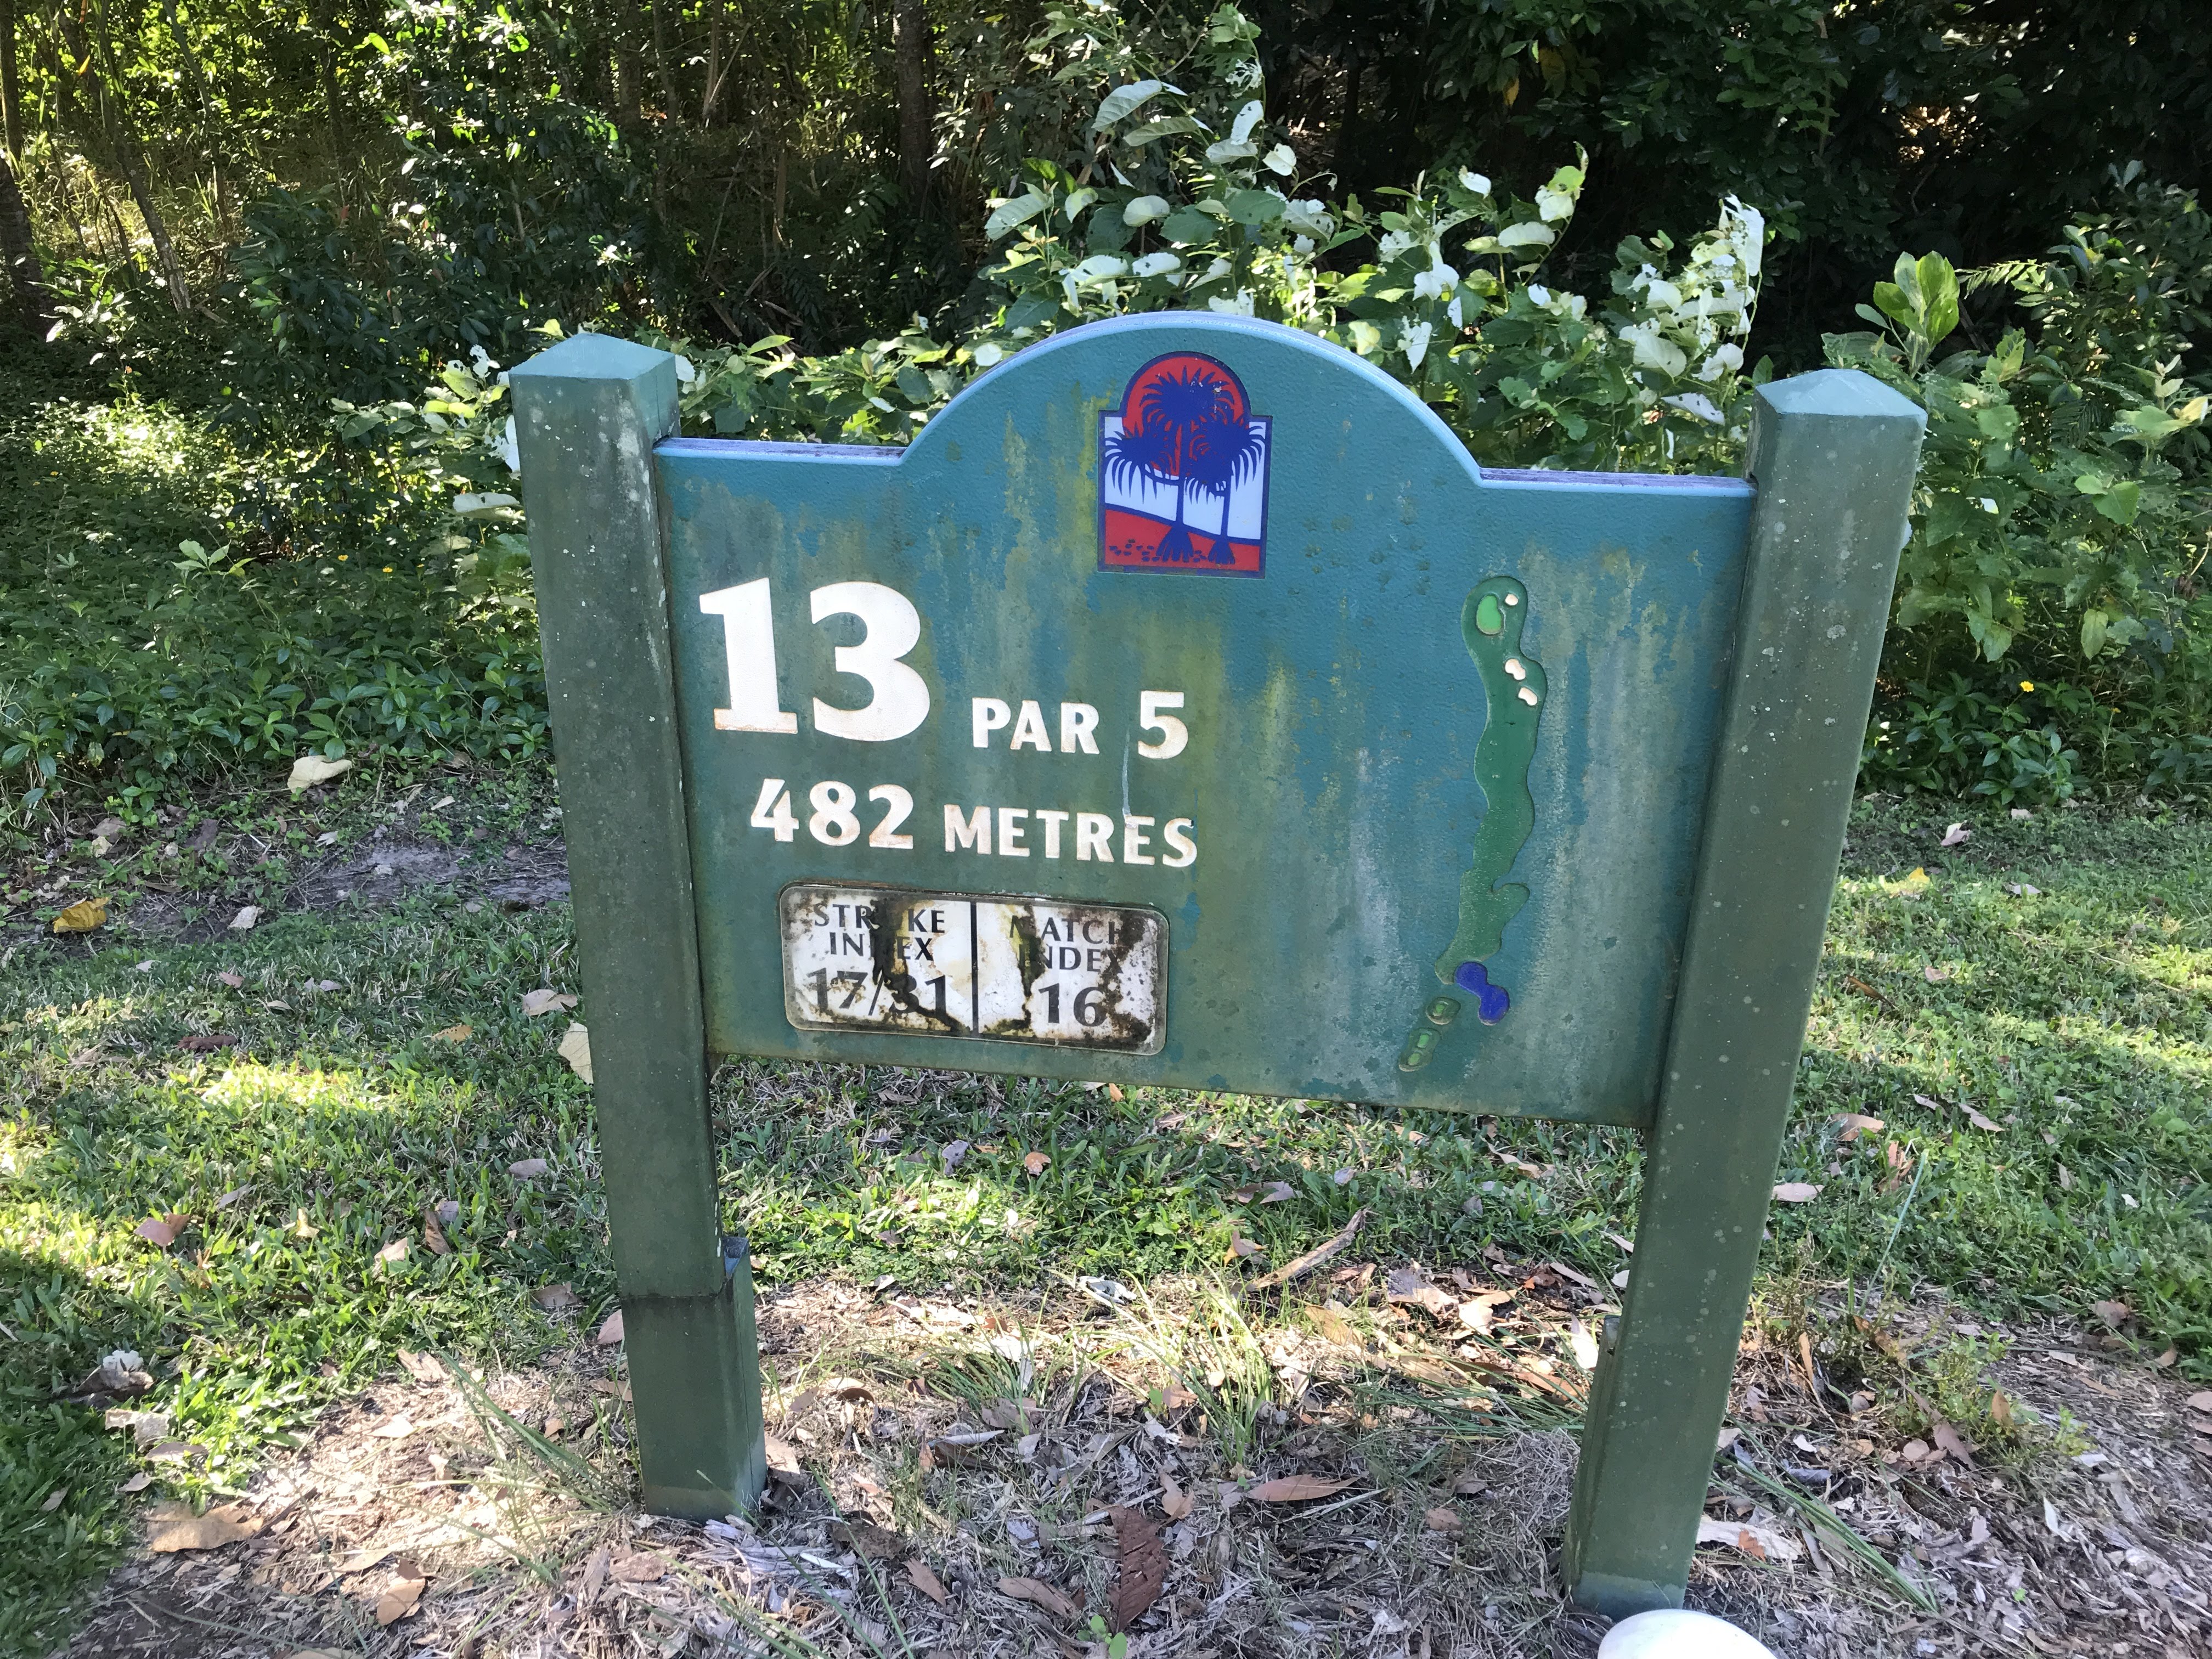 13 PAR 5
482 METRES
STROKE INDEX 17/31
MATCH INDEX 16